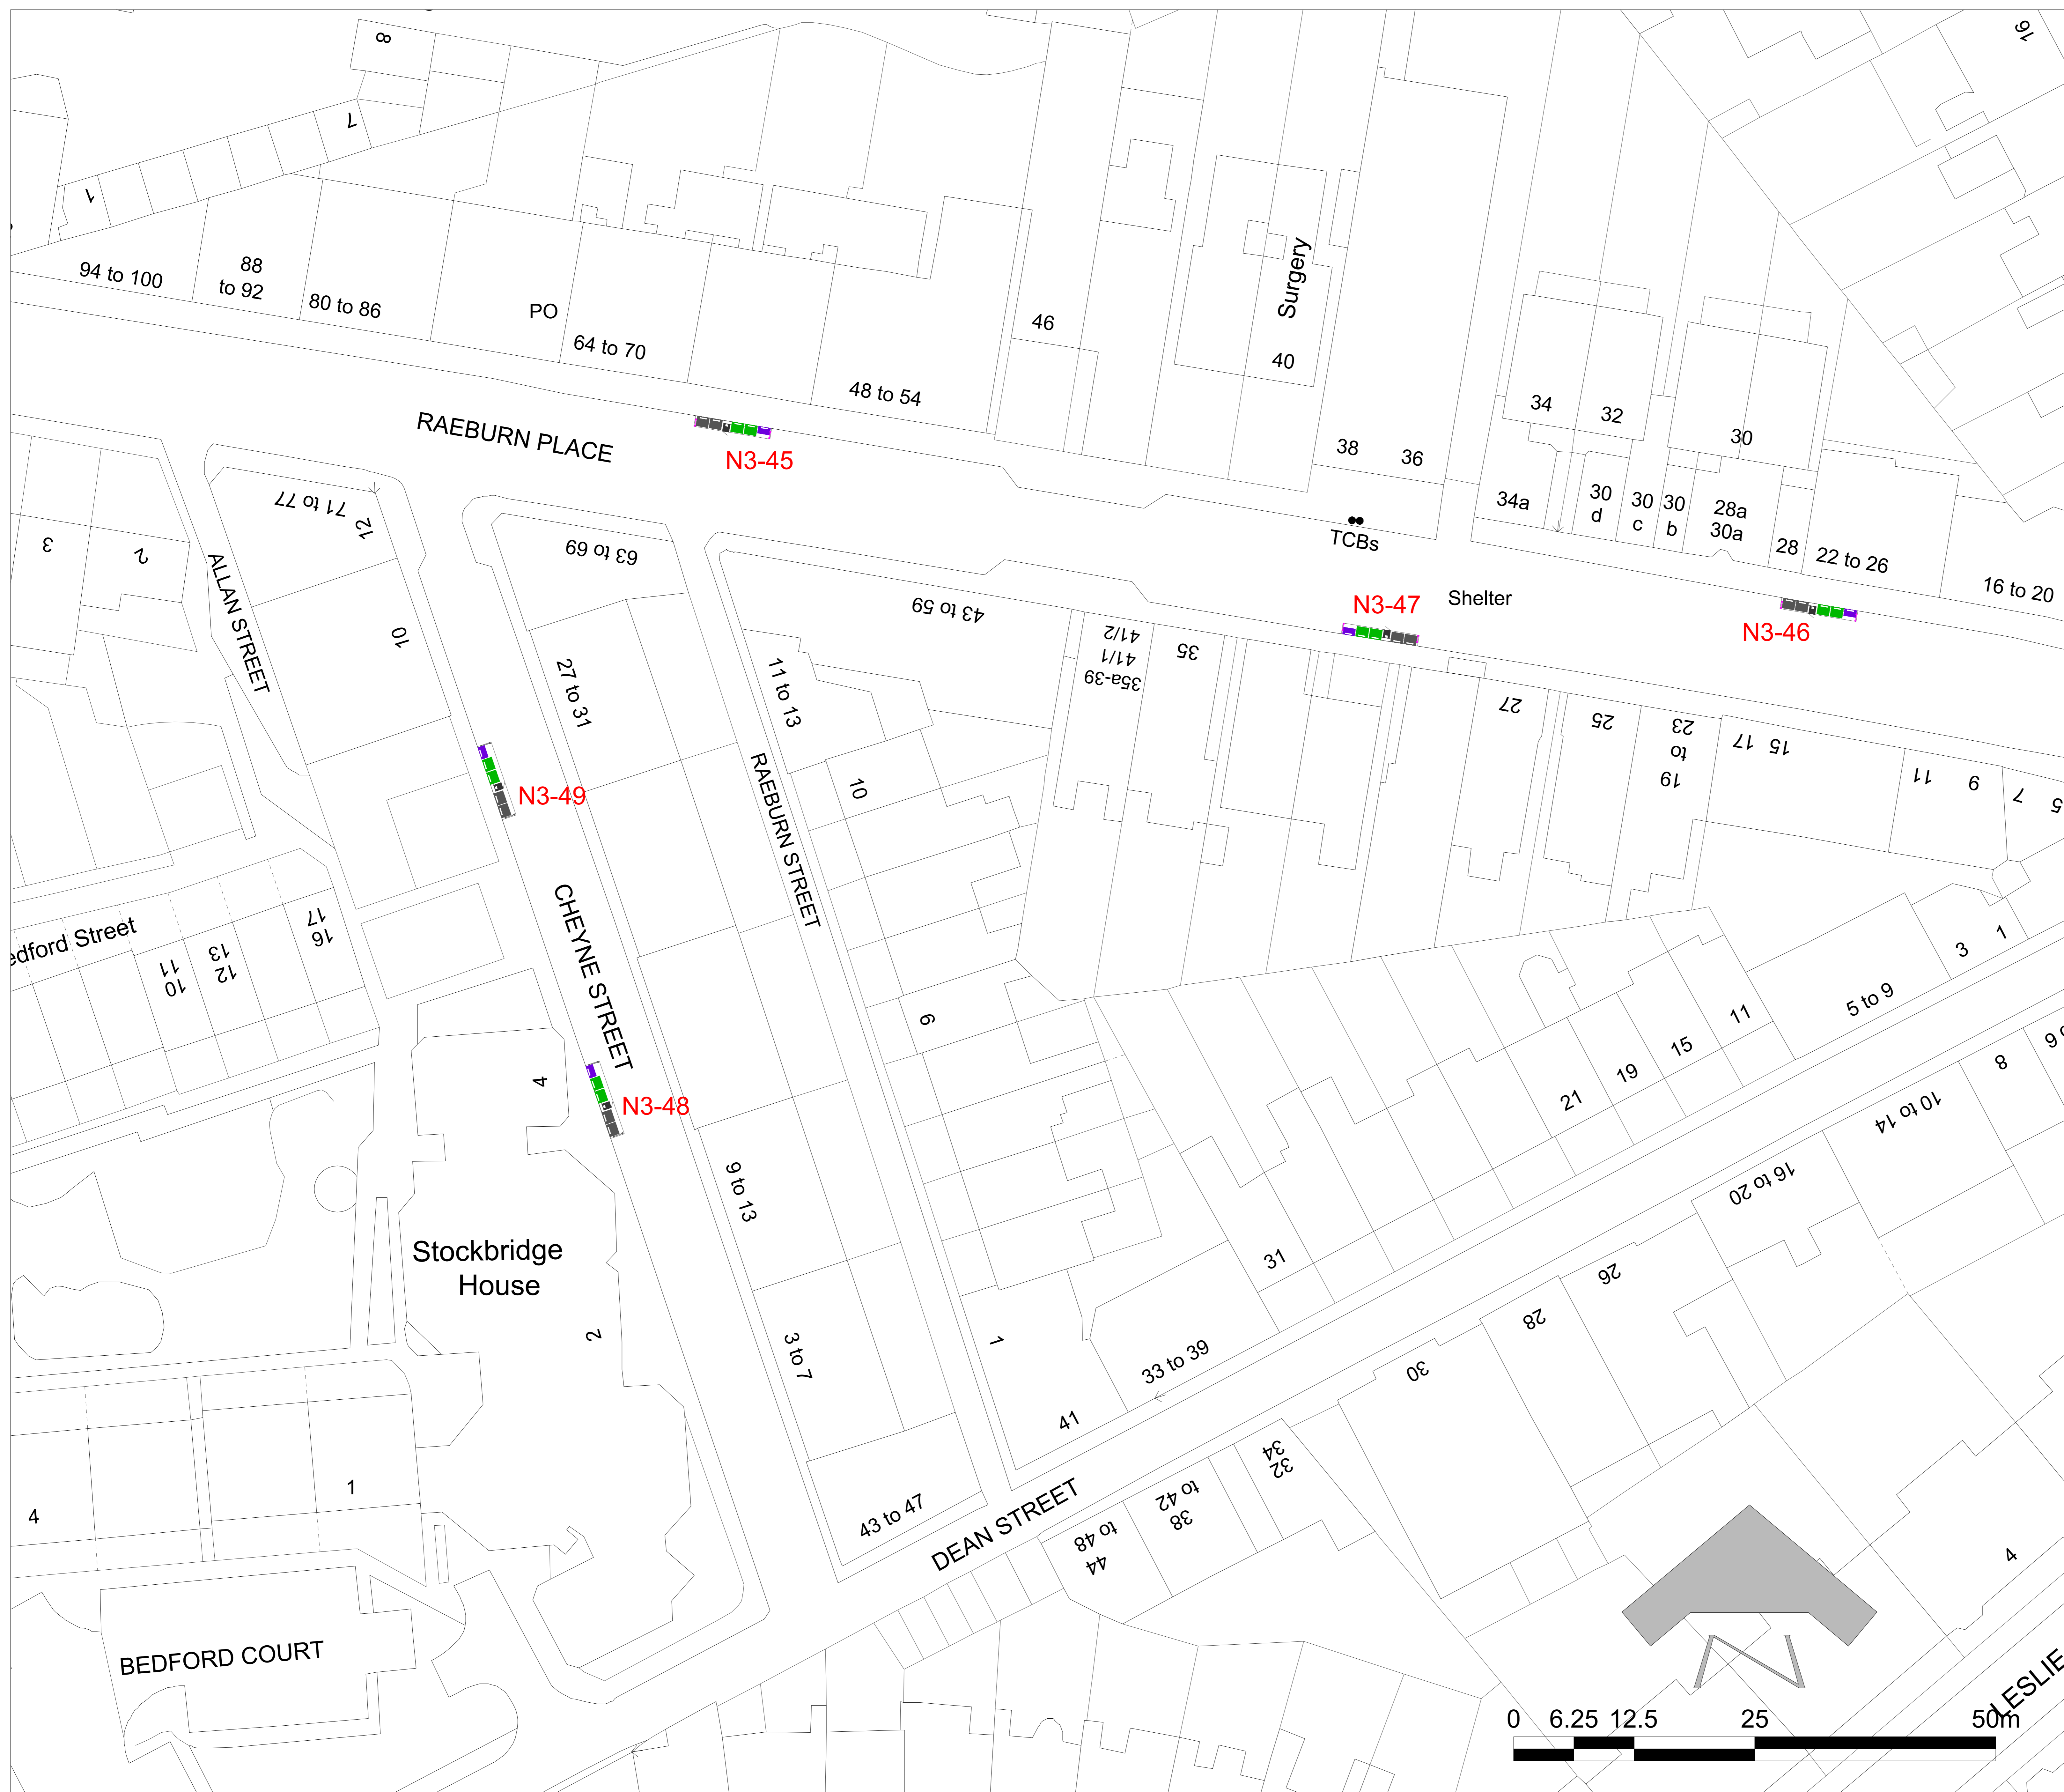 8
16
7
1
94 to 100
88
to 92
80 to 86
PO
64 to 70
48 to 54
46
Surgery
40
38
36
34
32
30
34a
30
d
30
c
30
b
28a
30a
28
22 to 26
16 to 20
RAEBURN PLACE
N3-45
TCBs
N3-47
Shelter
N3-46
71 to 77
12
63 to 69
43 to 59
3
2
ALLAN STREET
10
27 to 31
11 to 13
41/2
41/1
35a-39
35
27
25
23
to
19
17
15
11
9
7
5
N3-49
RAEBURN STREET
10
CHEYNE STREET
edford Street
17
16
13
12
11
10
6
3
1
5 to 9
11
15
19
21
31
4
N3-48
8
10 to 14
16 to 20
9 to 13
Stockbridge
House
2
3 to 7
1
33 to 39
41
26
28
30
34
32
4
1
43 to 47
DEAN STREET
38
to 42
44
to 48
4
BEDFORD COURT
LESLIE
N
0 6.25 12.5 25 50m